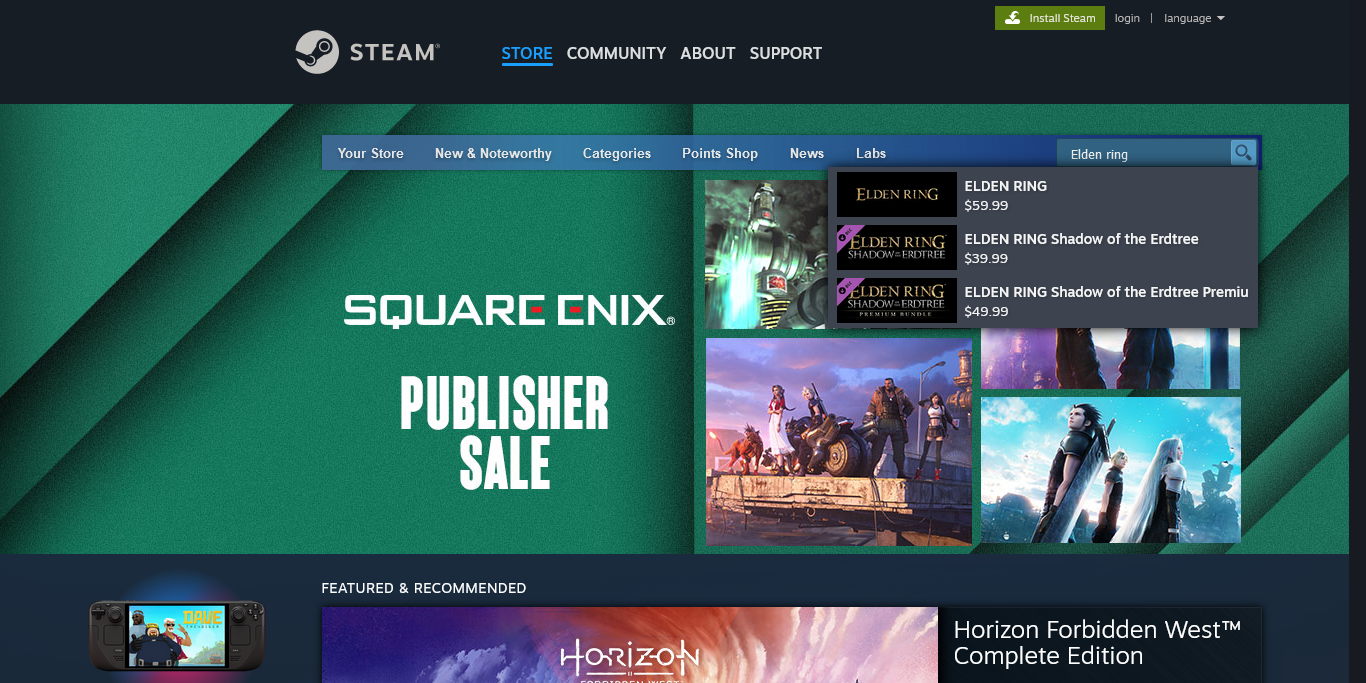 Install Steam login | language
STEAM®
STORE COMMUNITY ABOUT SUPPORT
Your Store New & Noteworthy Categories Points Shop News Labs
Elden ring
ELDEN RING
ELDEN RING
$59.99
ELDEN RING
SHADOW OF THE ERDTREE
ELDEN RING Shadow of the Erdtree
$39.99
ELDEN RING
SHADOW OF THE ERDTREE
PREMIUM BUNDLE
ELDEN RING Shadow of the Erdtree Premiu
$49.99
SQUARE ENIX®
PUBLISHER
SALE
FEATURED & RECOMMENDED
DAVE
HORIZON
FORBIDDEN WEST
Horizon Forbidden West™
Complete Edition